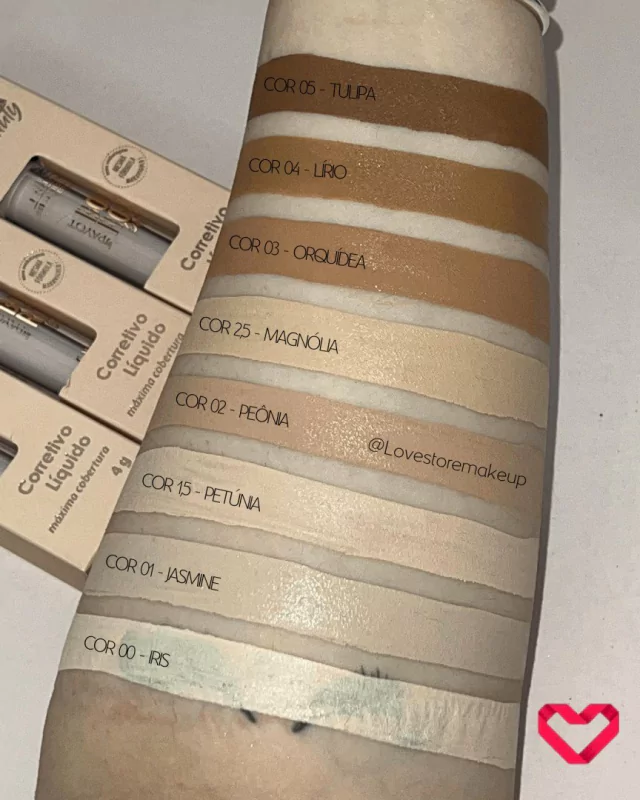 COR 05 - TULIPA
COR 04 - LÍRIO
COR 03 - ORQUÍDEA
COR 2,5 - MAGNÓLIA
COR 02 - PEÔNIA
@Lovestoremakeup
COR 1,5 - PETÚNIA
COR 01 - JASMINE
COR 00 - IRIS
Corretivo
Corretivo
Líquido
máxima cobertura
Corretivo
Líquido
máxima cobertura
4g